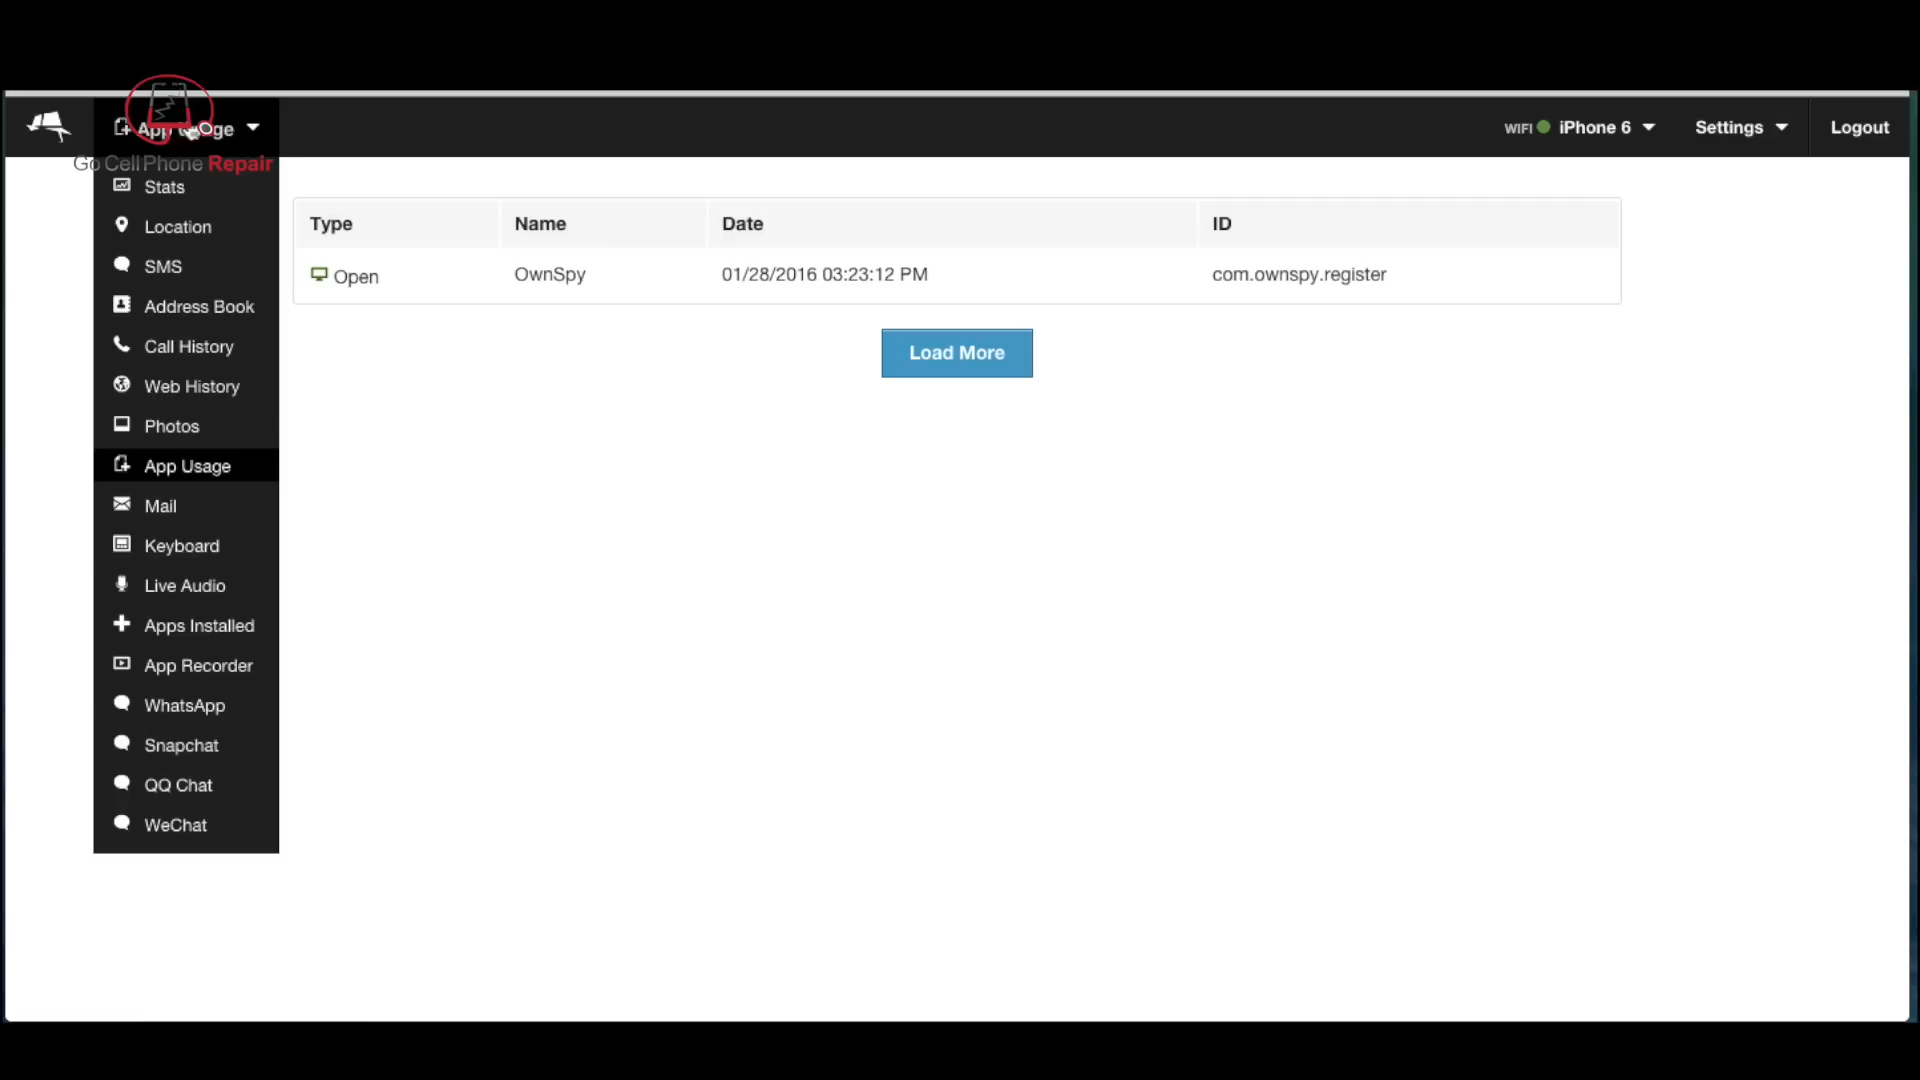 App Usage
WIFI iPhone 6
Settings
Logout
Go Cell Phone Repair
Stats
Location
SMS
Address Book
Call History
Web History
Photos
App Usage
Mail
Keyboard
Live Audio
Apps Installed
App Recorder
WhatsApp
Snapchat
QQ Chat
WeChat
Type Name Date ID
Open OwnSpy 01/28/2016 03:23:12 PM com.ownspy.register
Load More